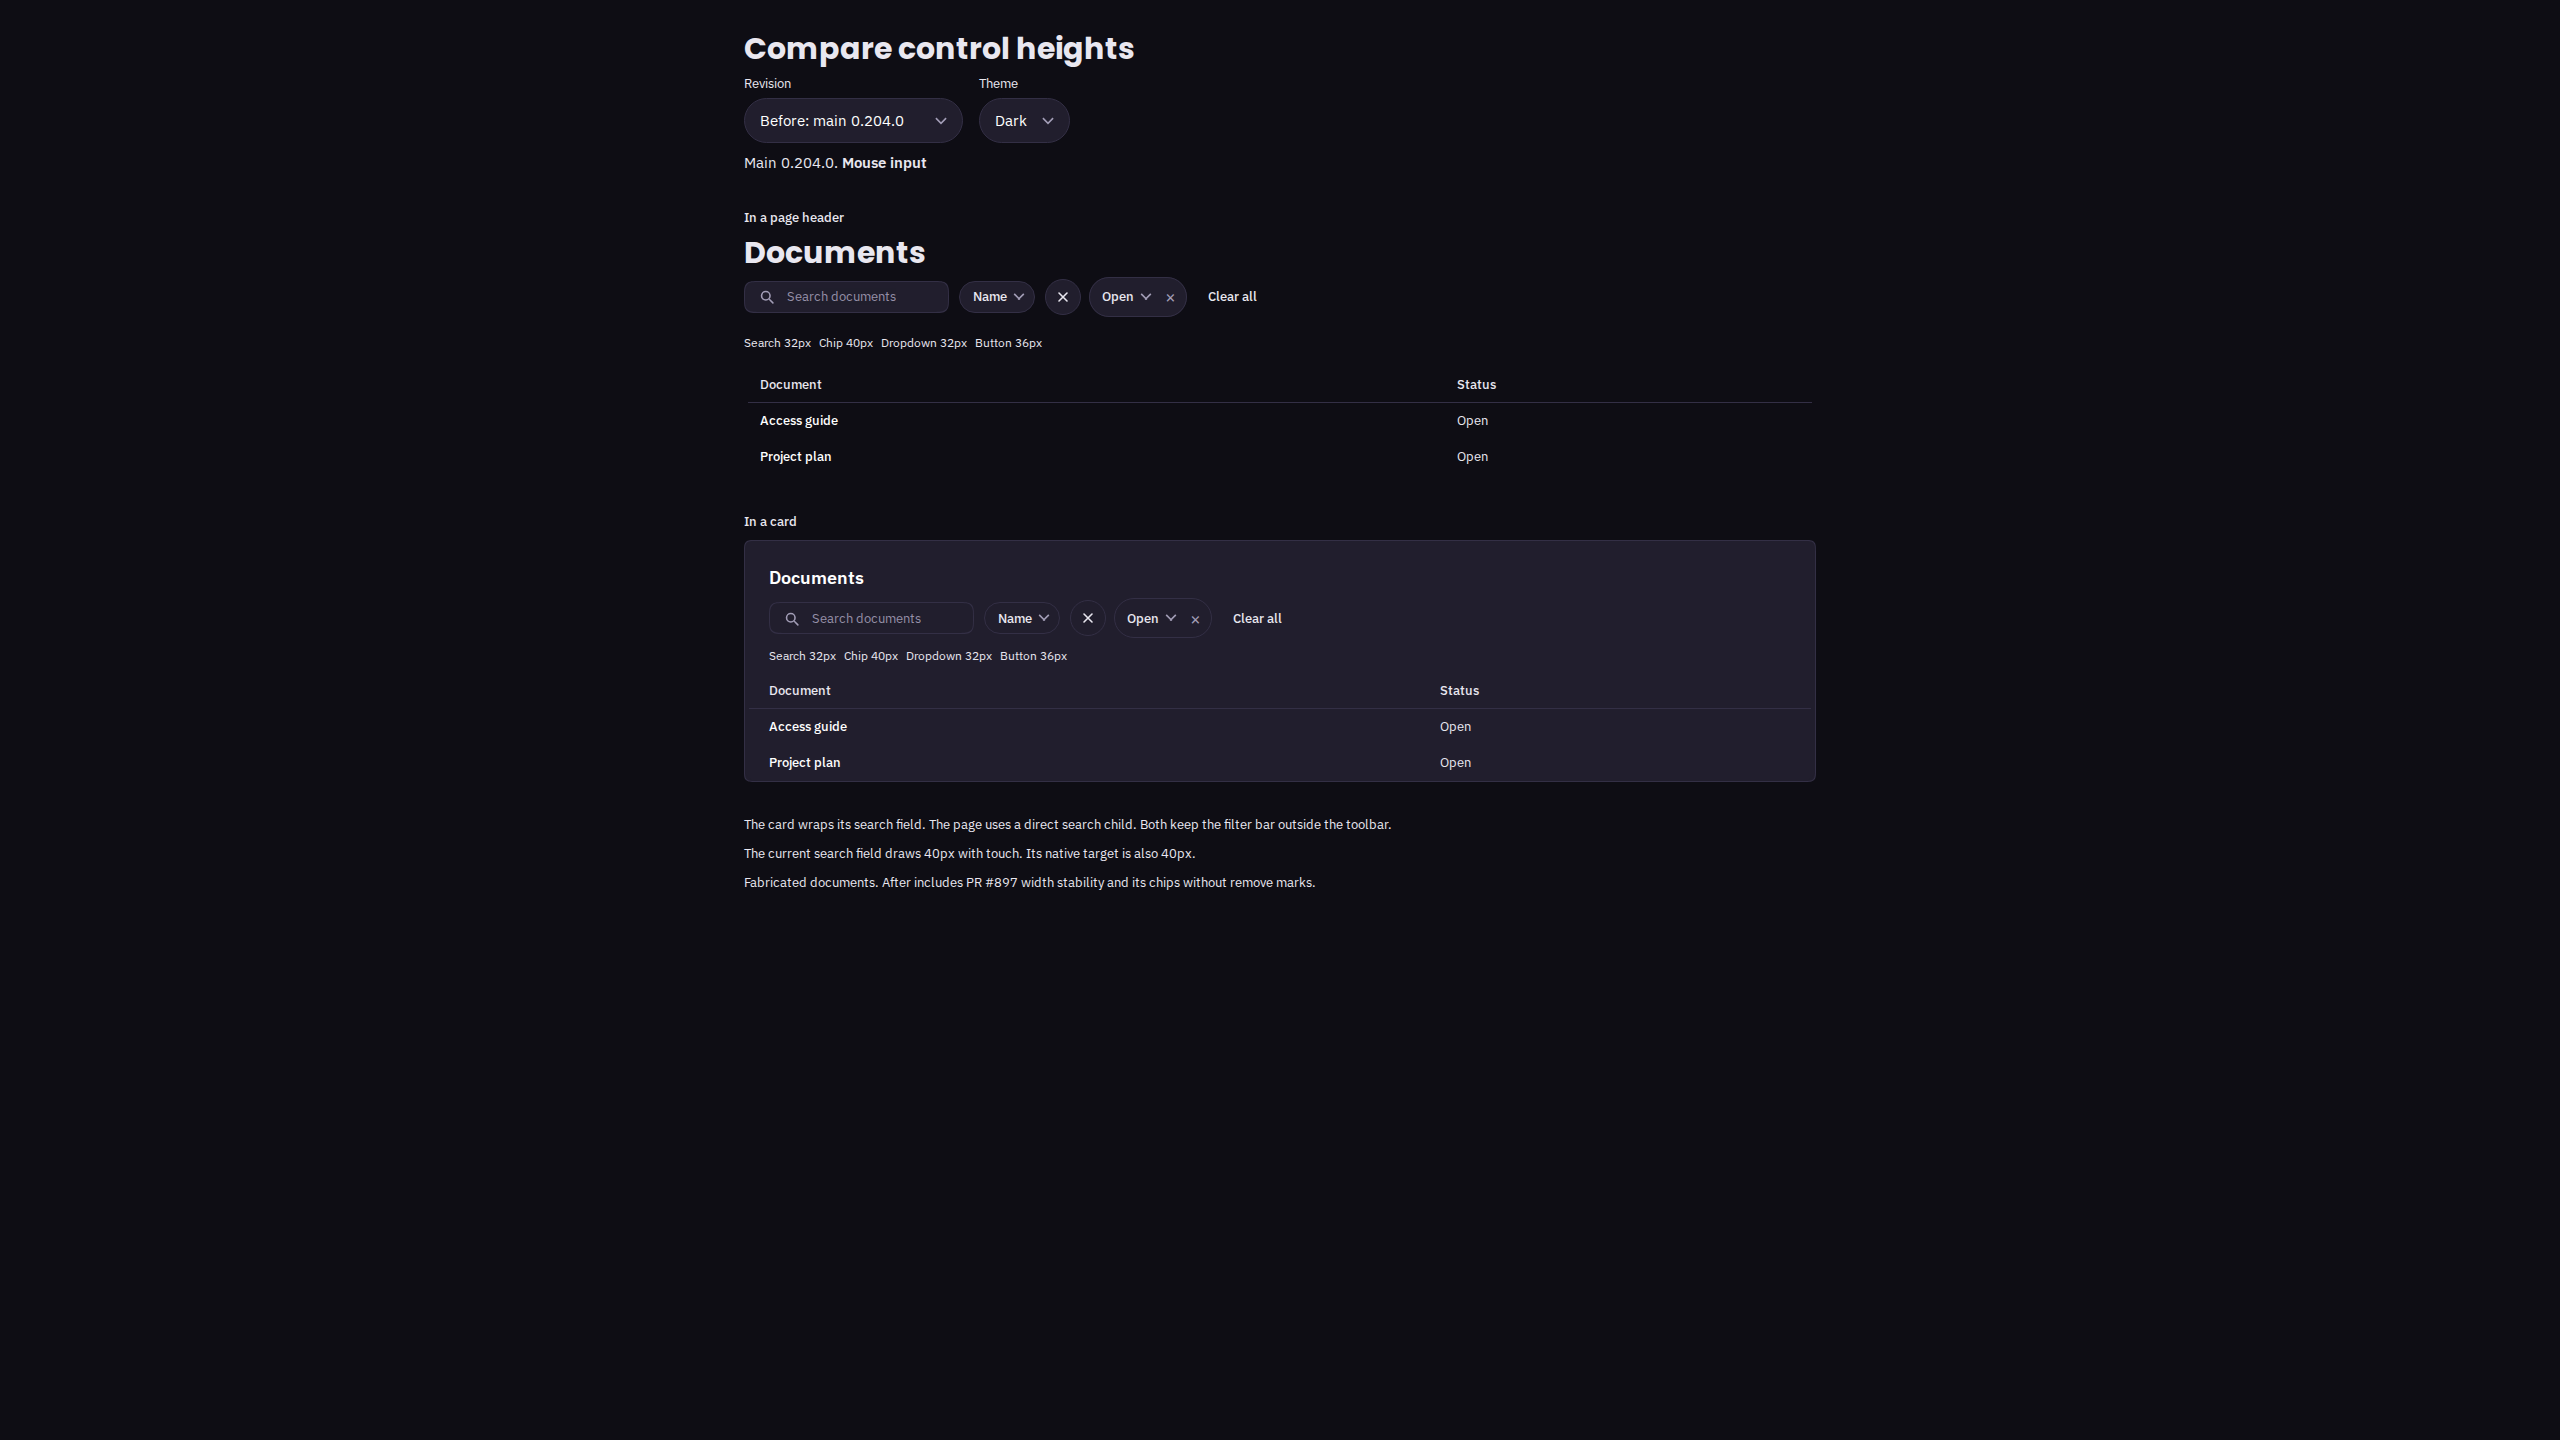 Compare control heights
Revision Theme
Before: main 0.204.0 Dark
Main 0.204.0. Mouse input
In a page header
Documents
Search documents Name Open Clear all
Search 32px Chip 40px Dropdown 32px Button 36px
Document Status
Access guide Open
Project plan Open
In a card
Documents
Search documents Name Open Clear all
Search 32px Chip 40px Dropdown 32px Button 36px
Document Status
Access guide Open
Project plan Open
The card wraps its search field. The page uses a direct search child. Both keep the filter bar outside the toolbar.
The current search field draws 40px with touch. Its native target is also 40px.
Fabricated documents. After includes PR #897 width stability and its chips without remove marks.